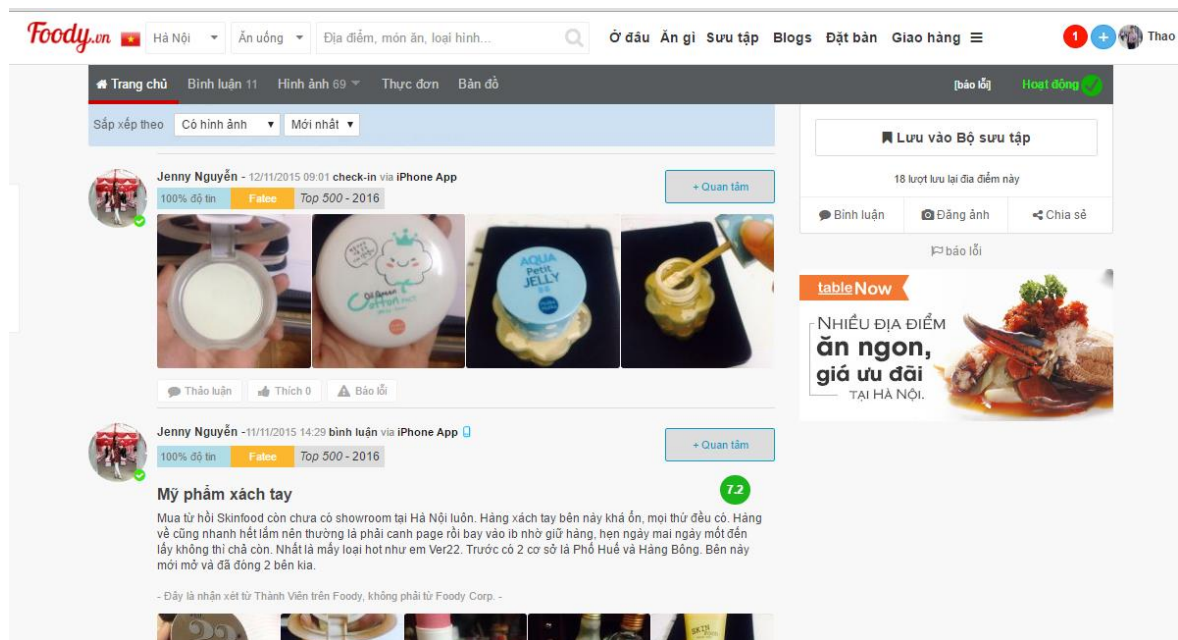 Foody.vn
Hà Nội
Ăn uống
Địa điểm, món ăn, loại hình...
Ở đâu Ăn gì Sưu tập Blogs Đặt bàn Giao hàng
1
Thao
Trang chủ Bình luận 11 Hình ảnh 69 Thực đơn Bản đồ
[báo lỗi] Hoạt động
Sắp xếp theo Có hình ảnh Mới nhất
Jenny Nguyễn - 12/11/2015 09:01 check-in via iPhone App
100% độ tin Fatee Top 500 - 2016
+ Quan tâm
AQUA
Petit
JELLY
Cotton
Thảo luận Thích 0 Báo lỗi
Jenny Nguyễn -11/11/2015 14:29 bình luận via iPhone App
100% độ tin Fatee Top 500 - 2016
+ Quan tâm
Mỹ phẩm xách tay
7.2
Mua từ hồi Skinfood còn chưa có showroom tại Hà Nội luôn. Hàng xách tay bên này khá ổn, mọi thứ đều có. Hàng
về cũng nhanh hết lắm nên thường là phải canh page rồi bay vào ib nhờ giữ hàng, hẹn ngày mai ngày mốt đến
lấy không thì chả còn. Nhất là mấy loại hot như em Ver22. Trước có 2 cơ sở là Phố Huế và Hàng Bông. Bên này
mới mở và đã đóng 2 bên kia.
- Đây là nhận xét từ Thành Viên trên Foody, không phải từ Foody Corp. -
Lưu vào Bộ sưu tập
18 lượt lưu lại địa điểm này
Bình luận Đăng ảnh Chia sẻ
báo lỗi
tableNow
NHIỀU ĐỊA ĐIỂM
ăn ngon,
giá ưu đãi
TẠI HÀ NỘI.